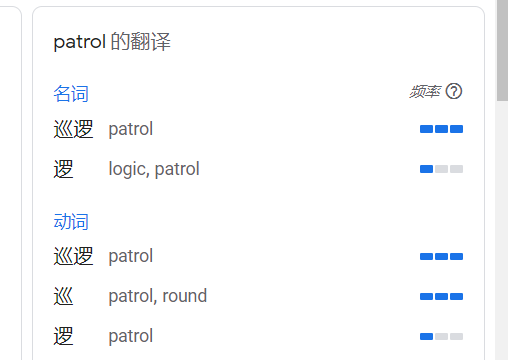 patrol 的翻译
名词 频率
巡逻 patrol
逻 logic, patrol
动词
巡逻 patrol
巡 patrol, round
逻 patrol